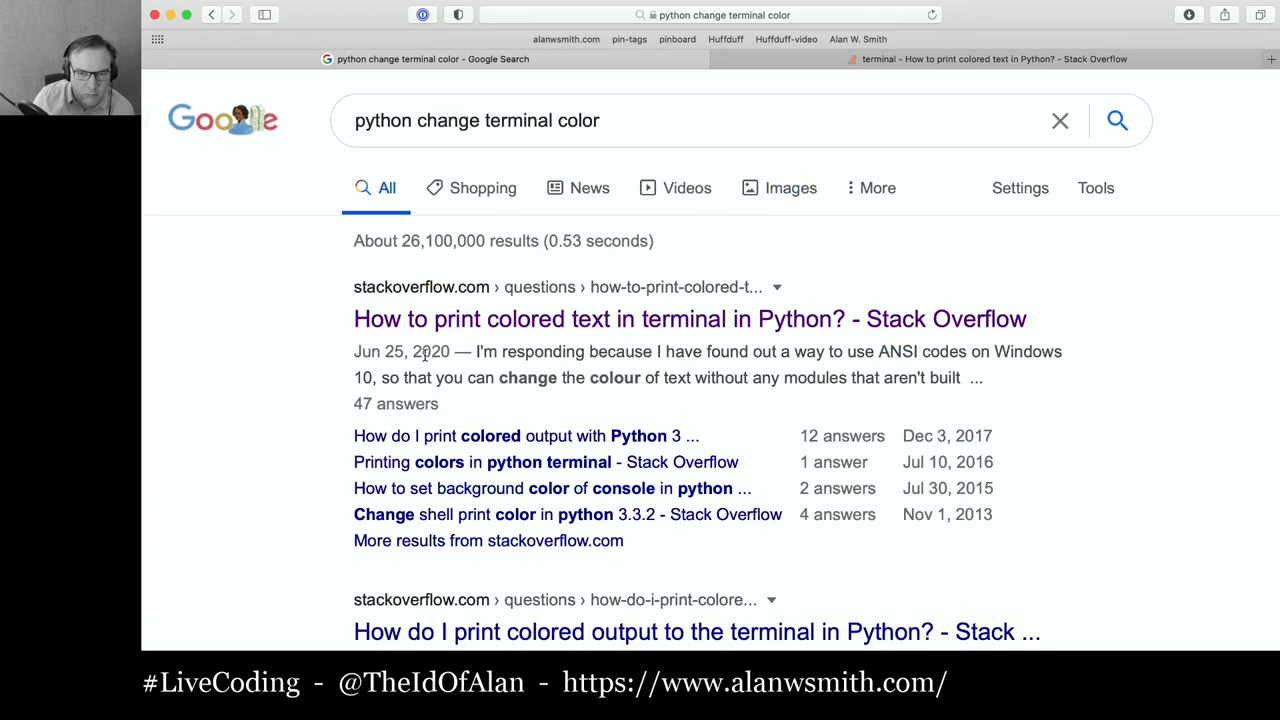 python change terminal color
alanwsmith.com pin-tags pinboard Huffduff Huffduff-video Alan W. Smith
python change terminal color - Google Search
terminal - How to print colored text in Python? - Stack Overflow
Google
python change terminal color
All Shopping News Videos Images More Settings Tools
About 26,100,000 results (0.53 seconds)
stackoverflow.com › questions › how-to-print-colored-t...
How to print colored text in terminal in Python? - Stack Overflow
Jun 25, 2020 — I'm responding because I have found out a way to use ANSI codes on Windows
10, so that you can change the colour of text without any modules that aren't built ...
47 answers
How do I print colored output with Python 3 ... 12 answers Dec 3, 2017
Printing colors in python terminal - Stack Overflow 1 answer Jul 10, 2016
How to set background color of console in python ... 2 answers Jul 30, 2015
Change shell print color in python 3.3.2 - Stack Overflow 4 answers Nov 1, 2013
More results from stackoverflow.com
stackoverflow.com › questions › how-do-i-print-colore...
How do I print colored output to the terminal in Python? - Stack ...
#LiveCoding - @TheIdOfAlan - https://www.alanwsmith.com/